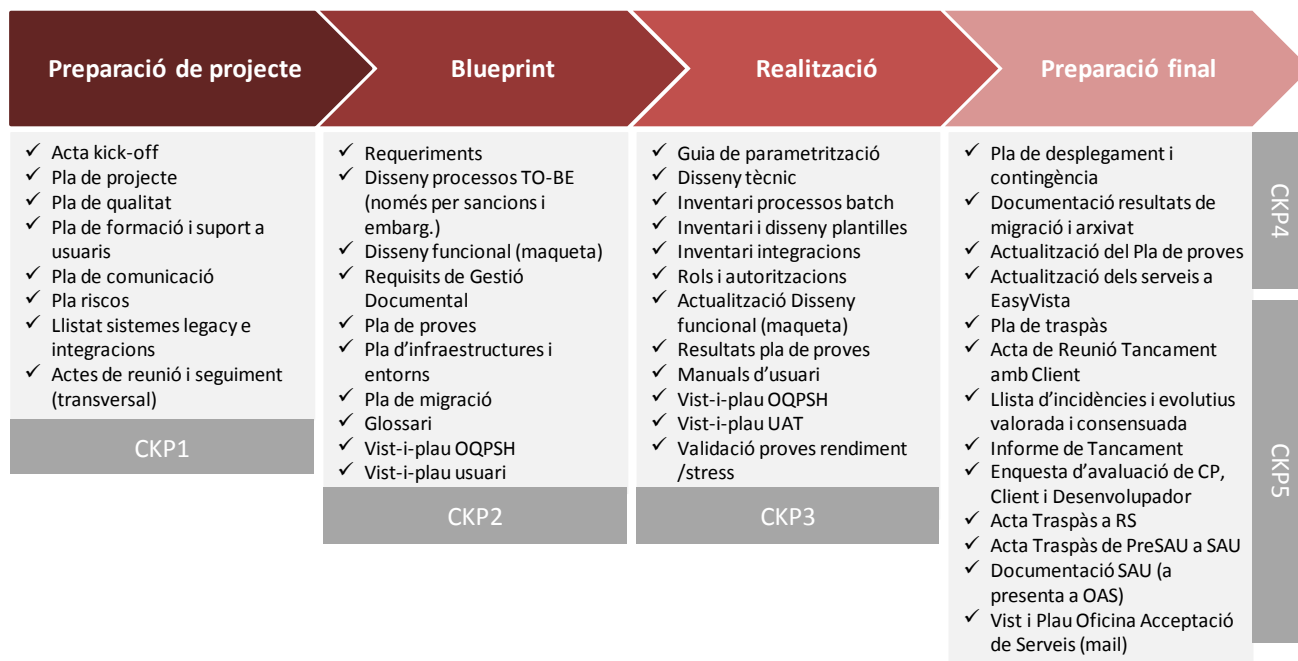 Preparació de projecte
Blueprint
Realització
Preparació final
✓ Acta kick-off
✓ Pla de projecte
✓ Pla de qualitat
✓ Pla de formació i suport a
usuaris
✓ Pla de comunicació
✓ Pla riscos
✓ Llistat sistemes legacy e
integracions
✓ Actes de reunió i seguiment
(transversal)
CKP1
✓ Requeriments
✓ Disseny processos TO-BE
(només per sancions i
embarg.)
✓ Disseny funcional (maqueta)
✓ Requisits de Gestió
Documental
✓ Pla de proves
✓ Pla d’infraestructures i
entorns
✓ Pla de migració
✓ Glossari
✓ Vist-i-plau OQPSH
✓ Vist-i-plau usuari
CKP2
✓ Guia de parametrització
✓ Disseny tècnic
✓ Inventari processos batch
✓ Inventari i disseny plantilles
✓ Inventari integracions
✓ Rols i autoritzacions
✓ Actualització Disseny
funcional (maqueta)
✓ Resultats pla de proves
✓ Manuals d’usuari
✓ Vist-i-plau OQPSH
✓ Vist-i-plau UAT
✓ Validació proves rendiment
/stress
CKP3
✓ Pla de desplegament i
contingència
✓ Documentació resultats de
migració i arxivat
✓ Actualització del Pla de proves
✓ Actualització dels serveis a
EasyVista
✓ Pla de traspàs
✓ Acta de Reunió Tancament
amb Client
✓ Llista d’incidències i evolutius
valorada i consensuada
✓ Informe de Tancament
✓ Enquesta d’avaluació de CP,
Client i Desenvolupador
✓ Acta Traspàs a RS
✓ Acta Traspàs de PreSAU a SAU
✓ Documentació SAU (a
presenta a OAS)
✓ Vist i Plau Oficina Acceptació
de Serveis (mail)
CKP4
CKP5